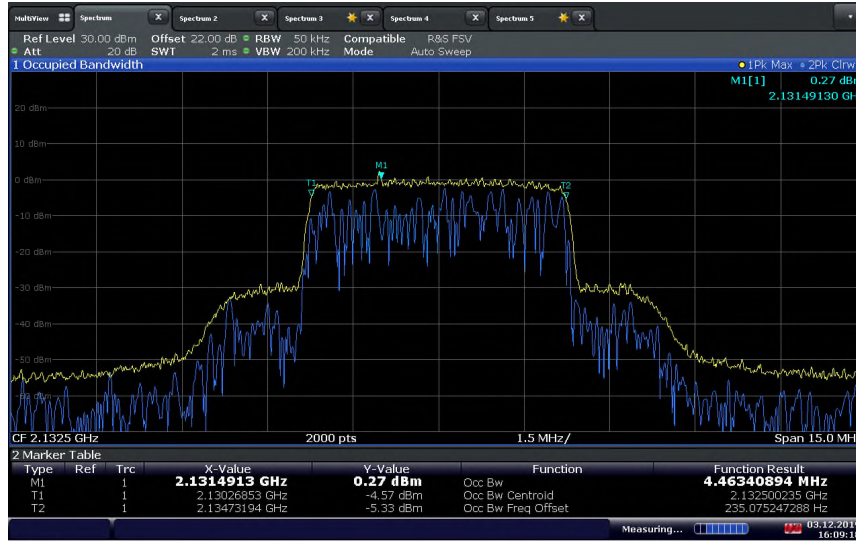 MultiView Spectrum X Spectrum 2 X Spectrum 3 X Spectrum 4 X Spectrum 5 X
Ref Level 30.00 dBm Offset 22.00 dB RBW 50 kHz Compatible R&S FSV
Att 20 dB SWT 2 ms VBW 200 kHz Mode Auto Sweep
1 Occupied Bandwidth 1Pk Max 2Pk Clrw
M1[1] 0.27 dBm
2.13149130 GH
20 dBm
10 dBm
M1
0 dBm
T1 T2
-10 dBm
-20 dBm
-30 dBm
-40 dBm
-50 dBm
CF 2.1325 GHz 2000 pts 1.5 MHz/ Span 15.0 MH
2 Marker Table
Type Ref Trc X-Value Y-Value Function Function Result
M1 1 2.1314913 GHz 0.27 dBm Occ Bw 4.46340894 MHz
T1 1 2.13026853 GHz -4.57 dBm Occ Bw Centroid 2.132500235 GHz
T2 1 2.13473194 GHz -5.33 dBm Occ Bw Freq Offset 235.075247288 Hz
Measuring... 03.12.201
16:09:18